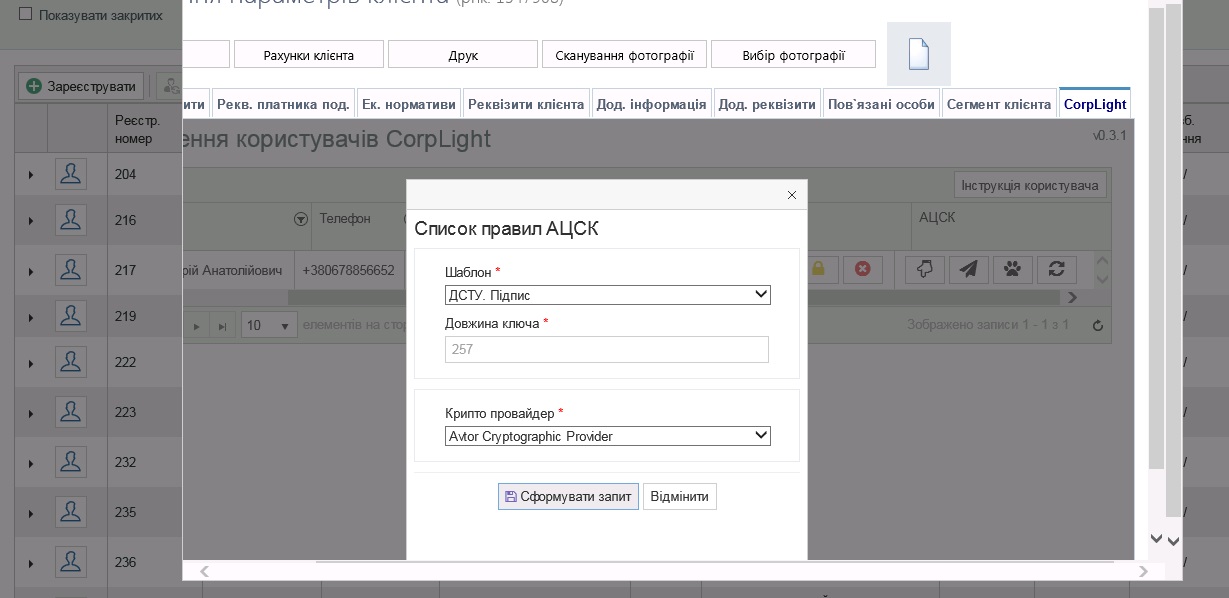 Показувати закритих
параметрів клієнта
Рахунки клієнта
Друк
Сканування фотографії
Вибір фотографії
Зареєструвати
ити
Рекв. платника под.
Ек. нормативи
Реквізити клієнта
Дод. інформація
Дод. реквізити
Пов`язані особи
Сегмент клієнта
CorpLight
Реєстр.
номер
ення користувачів CorpLight
v0.3.1
Інструкція користувача
Телефон
АЦСК
рій Анатолійович
+380678856652
10
елементів на стор
Зображено записи 1 - 1 з 1
204
216
217
219
222
223
232
235
236
Список правил АЦСК
Шаблон *
ДСТУ. Підпис
Довжина ключа *
257
Крипто провайдер *
Avtor Cryptographic Provider
Сформувати запит
Відмінити